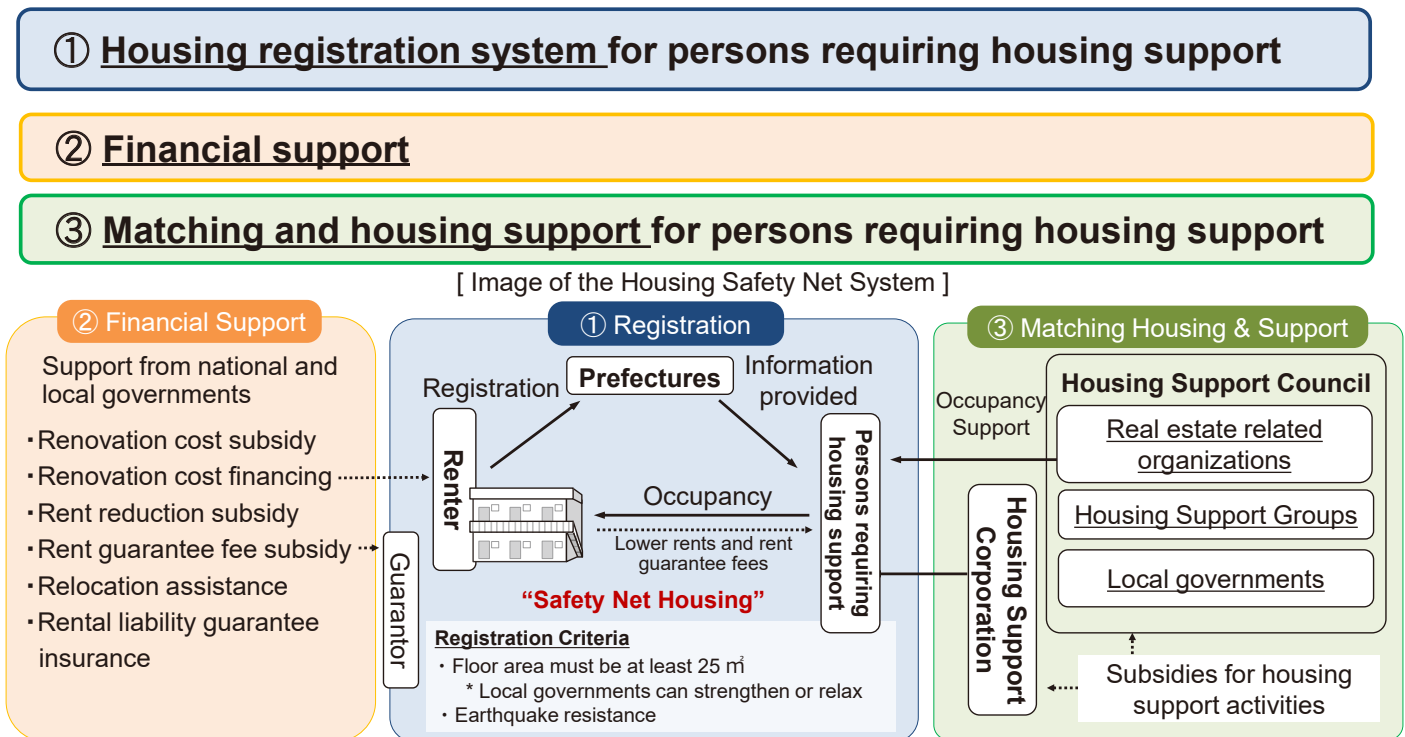 ① Housing registration system for persons requiring housing support
② Financial support
③ Matching and housing support for persons requiring housing support
[ Image of the Housing Safety Net System ]
② Financial Support
Support from national and
local governments
・Renovation cost subsidy
・Renovation cost financing
・Rent reduction subsidy
・Rent guarantee fee subsidy
・Relocation assistance
・Rental liability guarantee
insurance
① Registration
Registration
Prefectures
Information
provided
Renter
Guarantor
Occupancy
Lower rents and rent
guarantee fees
“Safety Net Housing”
Persons requiring
housing support
Registration Criteria
・Floor area must be at least 25 ㎡
* Local governments can strengthen or relax
・Earthquake resistance
③ Matching Housing & Support
Occupancy
Support
Housing Support Council
Real estate related
organizations
Housing Support Groups
Local governments
Housing Support
Corporation
Subsidies for housing
support activities